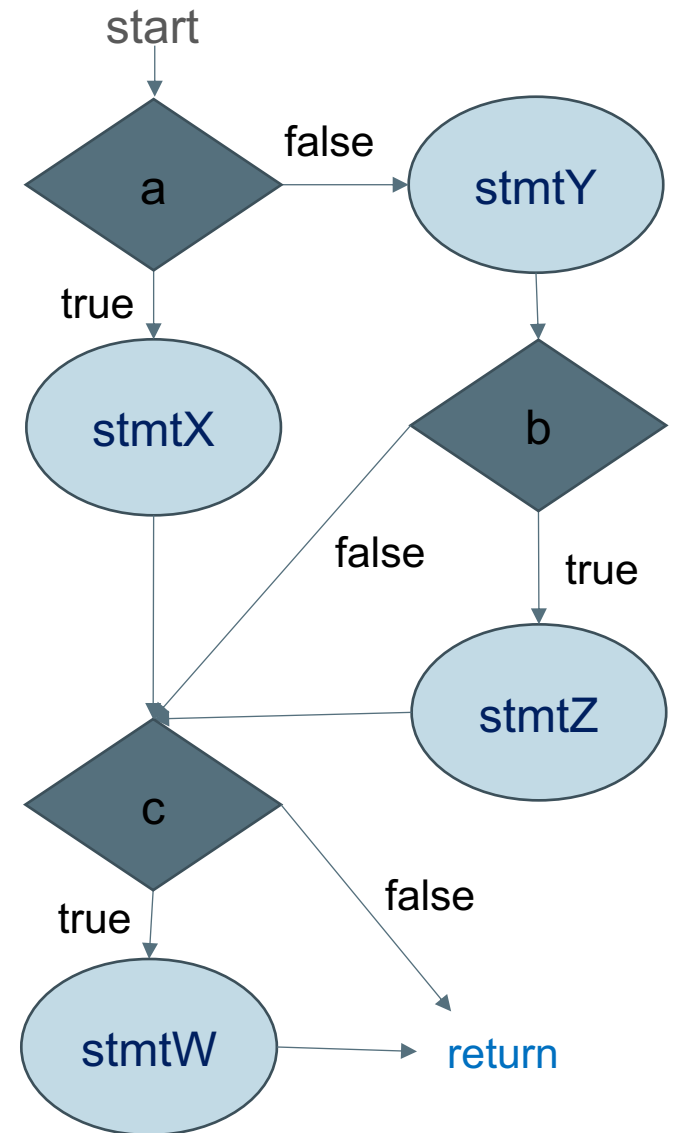 start
a
false
stmtY
true
stmtX
b
false
true
stmtZ
c
true
false
stmtW
return